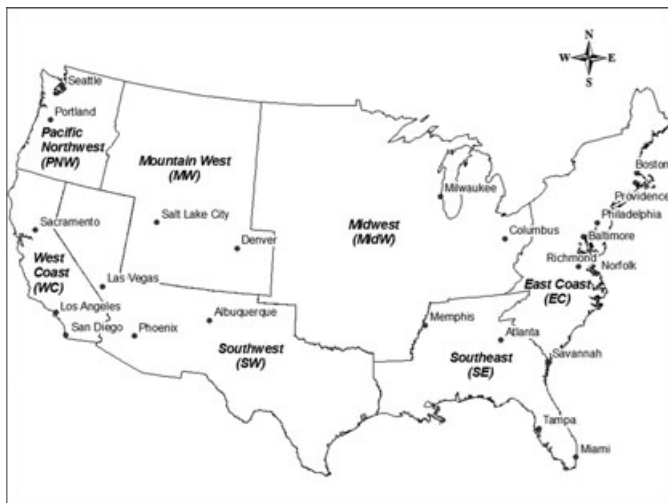 N
W E
S
Seattle
Portland
Pacific
Northwest
(PNW)
Mountain West
(MW)
Boston
Providence
Milwaukee
Philadelphia
Salt Lake City
Midwest
(MidW)
Columbus
Sacramento
Baltimore
Denver
West
Coast
(WC)
Richmond
Norfolk
Las Vegas
East Coast
(EC)
Los Angeles
San Diego
Phoenix
Albuquerque
Memphis
Atlanta
Southwest
(SW)
Southeast
(SE)
Savannah
Tampa
Miami